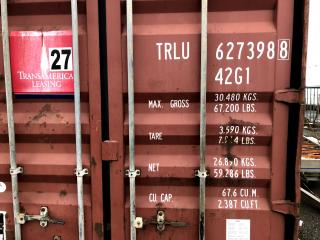 27
TRANSAMERICA
LEASING
TRLU 627398 8
42G1
MAX. GROSS 30.480 KGS.
67.200 LBS.
TARE 3.590 KGS.
LBS.
NET 26.890 KGS.
59.286 LBS.
CU.CAP. 67.6 CU.M
2.387 CU.FT.